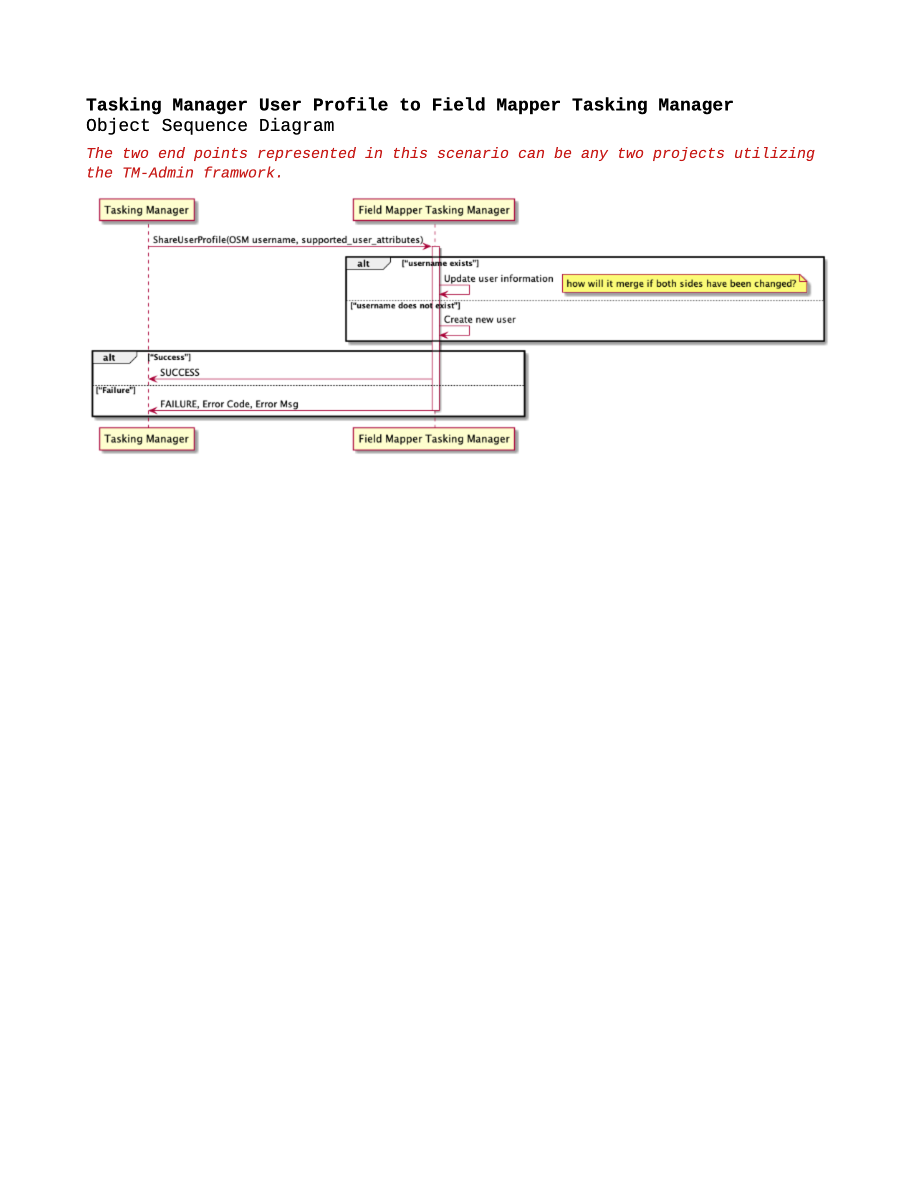 Tasking Manager User Profile to Field Mapper Tasking Manager
Object Sequence Diagram
The two end points represented in this scenario can be any two projects utilizing
the TM-Admin framwork.
Tasking Manager
Field Mapper Tasking Manager
ShareUserProfile(OSM username, supported_user_attributes)
alt
["username exists"]
Update user information
how will it merge if both sides have been changed?
["username does not exist"]
Create new user
alt
["Success"]
SUCCESS
["Failure"]
FAILURE, Error Code, Error Msg
Tasking Manager
Field Mapper Tasking Manager